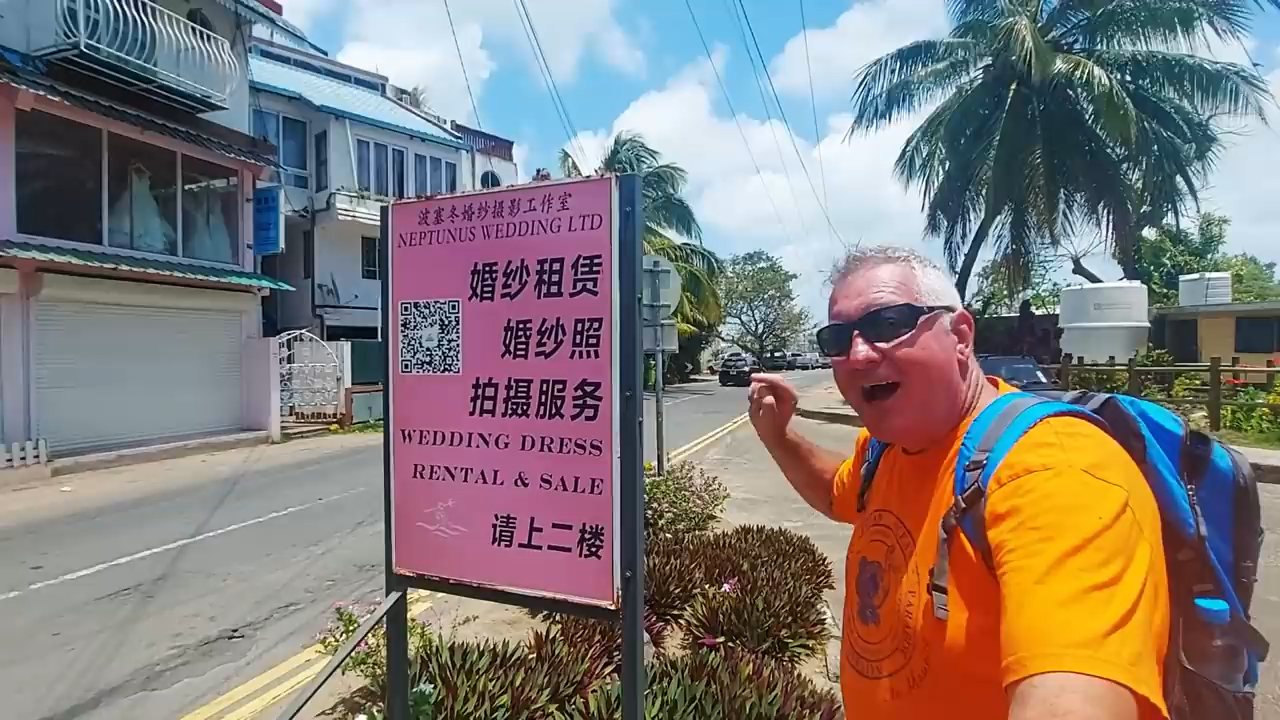 波塞冬婚纱摄影工作室
NEPTUNUS WEDDING LTD
婚纱租赁
婚纱照
拍摄服务
WEDDING DRESS
RENTAL & SALE
请上二楼